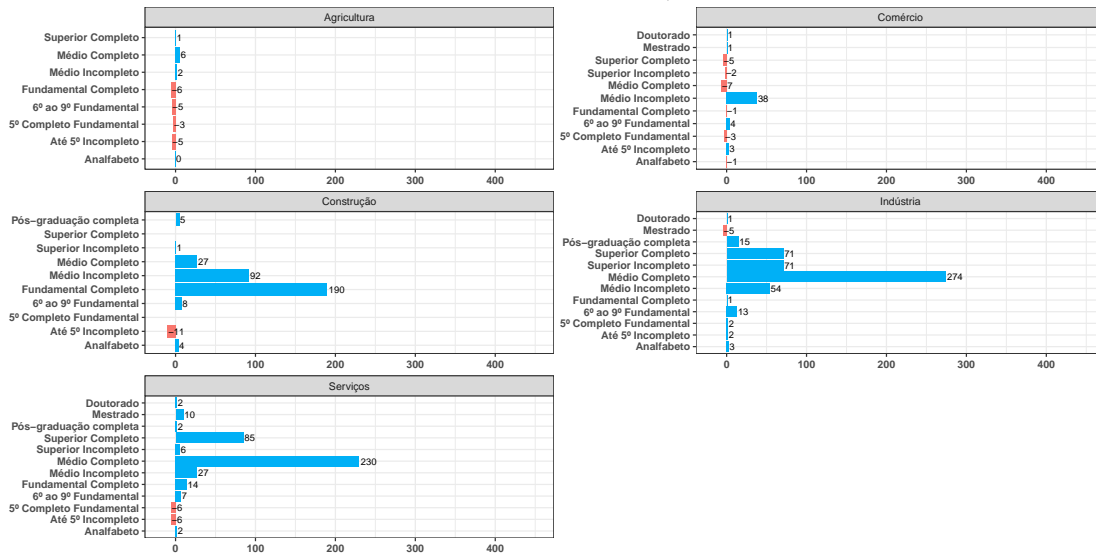 Agricultura
Superior Completo 1
Médio Completo 6
Médio Incompleto 2
Fundamental Completo −6
6º ao 9º Fundamental −5
5º Completo Fundamental −3
Até 5º Incompleto −5
Analfabeto 0
0 100 200 300 400
Comércio
Doutorado 1
Mestrado 1
Superior Completo −5
Superior Incompleto −2
Médio Completo −7
Médio Incompleto 38
Fundamental Completo −1
6º ao 9º Fundamental 4
5º Completo Fundamental −3
Até 5º Incompleto 3
Analfabeto −1
0 100 200 300 400
Construção
Pós−graduação completa 5
Superior Completo
Superior Incompleto 1
Médio Completo 27
Médio Incompleto 92
Fundamental Completo 190
6º ao 9º Fundamental 8
5º Completo Fundamental
Até 5º Incompleto −11
Analfabeto 4
0 100 200 300 400
Indústria
Doutorado 1
Mestrado −5
Pós−graduação completa 15
Superior Completo 71
Superior Incompleto 71
Médio Completo 274
Médio Incompleto 54
Fundamental Completo 1
6º ao 9º Fundamental 13
5º Completo Fundamental 2
Até 5º Incompleto 2
Analfabeto 3
0 100 200 300 400
Serviços
Doutorado 2
Mestrado 10
Pós−graduação completa 2
Superior Completo 85
Superior Incompleto 6
Médio Completo 230
Médio Incompleto 27
Fundamental Completo 14
6º ao 9º Fundamental 7
5º Completo Fundamental −6
Até 5º Incompleto −6
Analfabeto 2
0 100 200 300 400